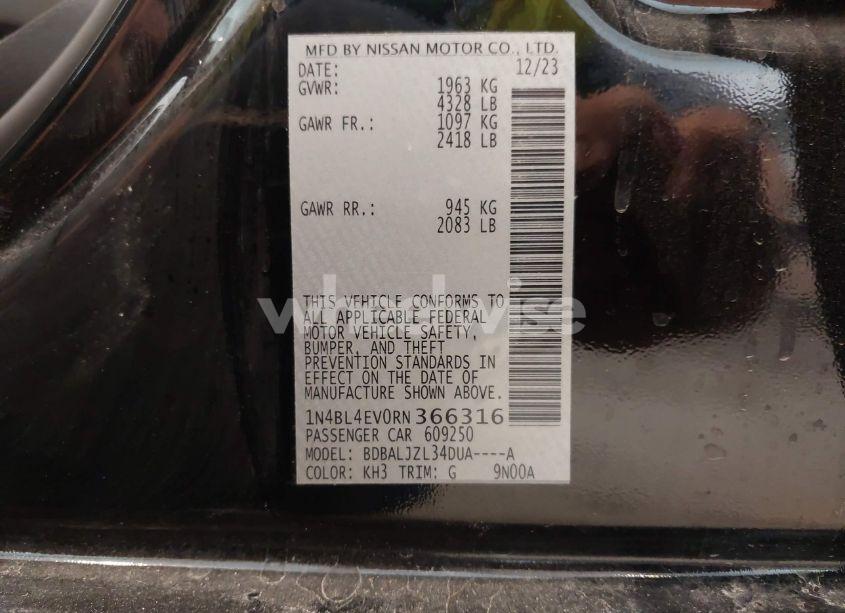 MFD BY NISSAN MOTOR CO., LTD.
DATE: 12/23
GVWR: 1963 KG
4328 LB
GAWR FR.: 1097 KG
2418 LB
GAWR RR.: 945 KG
2083 LB
THIS VEHICLE CONFORMS TO
ALL APPLICABLE FEDERAL
MOTOR VEHICLE SAFETY,
BUMPER, AND THEFT
PREVENTION STANDARDS IN
EFFECT ON THE DATE OF
MANUFACTURE SHOWN ABOVE.
1N4BL4EV0RN366316
PASSENGER CAR 609250
MODEL: BDBALJZL34DUA----A
COLOR: KH3 TRIM: G 9N00A